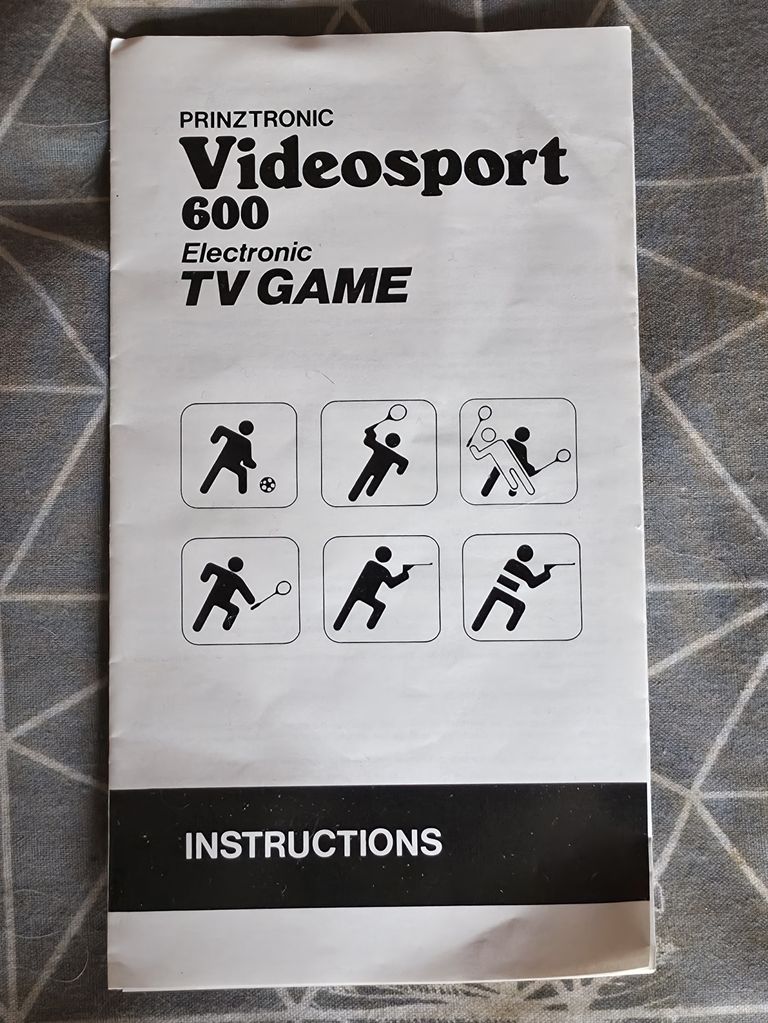 PRINZTRONIC
Videosport
600
Electronic
TV GAME
INSTRUCTIONS